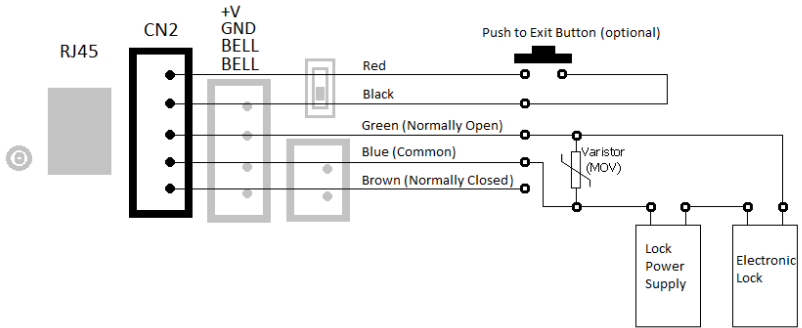 +V
GND
BELL
BELL
CN2
RJ45
Push to Exit Button (optional)
Red
Black
Green (Normally Open)
Blue (Common)
Brown (Normally Closed)
Varistor
(MOV)
Lock
Power
Supply
Electronic
Lock